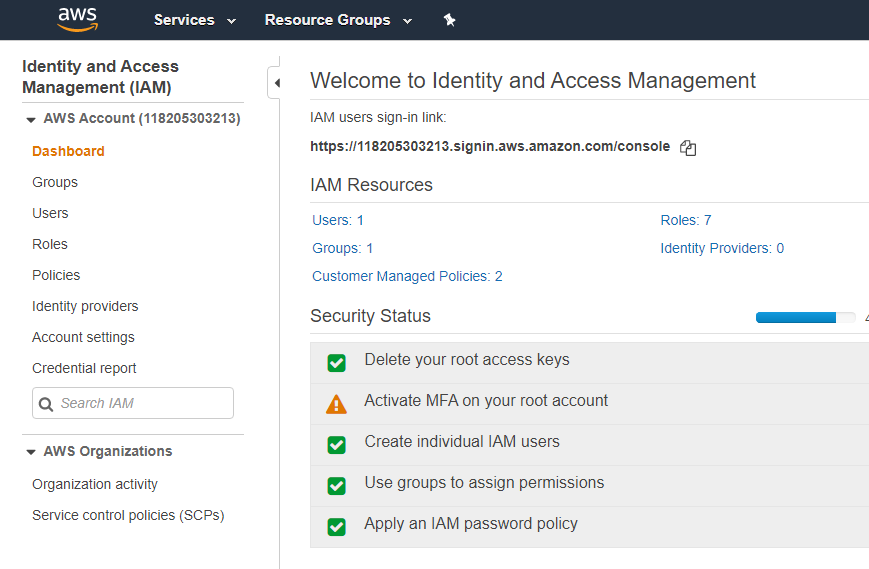 aws Services Resource Groups
Identity and Access
Management (IAM)
AWS Account (118205303213)
Dashboard
Groups
Users
Roles
Policies
Identity providers
Account settings
Credential report
Search IAM
AWS Organizations
Organization activity
Service control policies (SCPs)
Welcome to Identity and Access Management
IAM users sign-in link:
https://118205303213.signin.aws.amazon.com/console
IAM Resources
Users: 1 Roles: 7
Groups: 1 Identity Providers: 0
Customer Managed Policies: 2
Security Status
Delete your root access keys
Activate MFA on your root account
Create individual IAM users
Use groups to assign permissions
Apply an IAM password policy